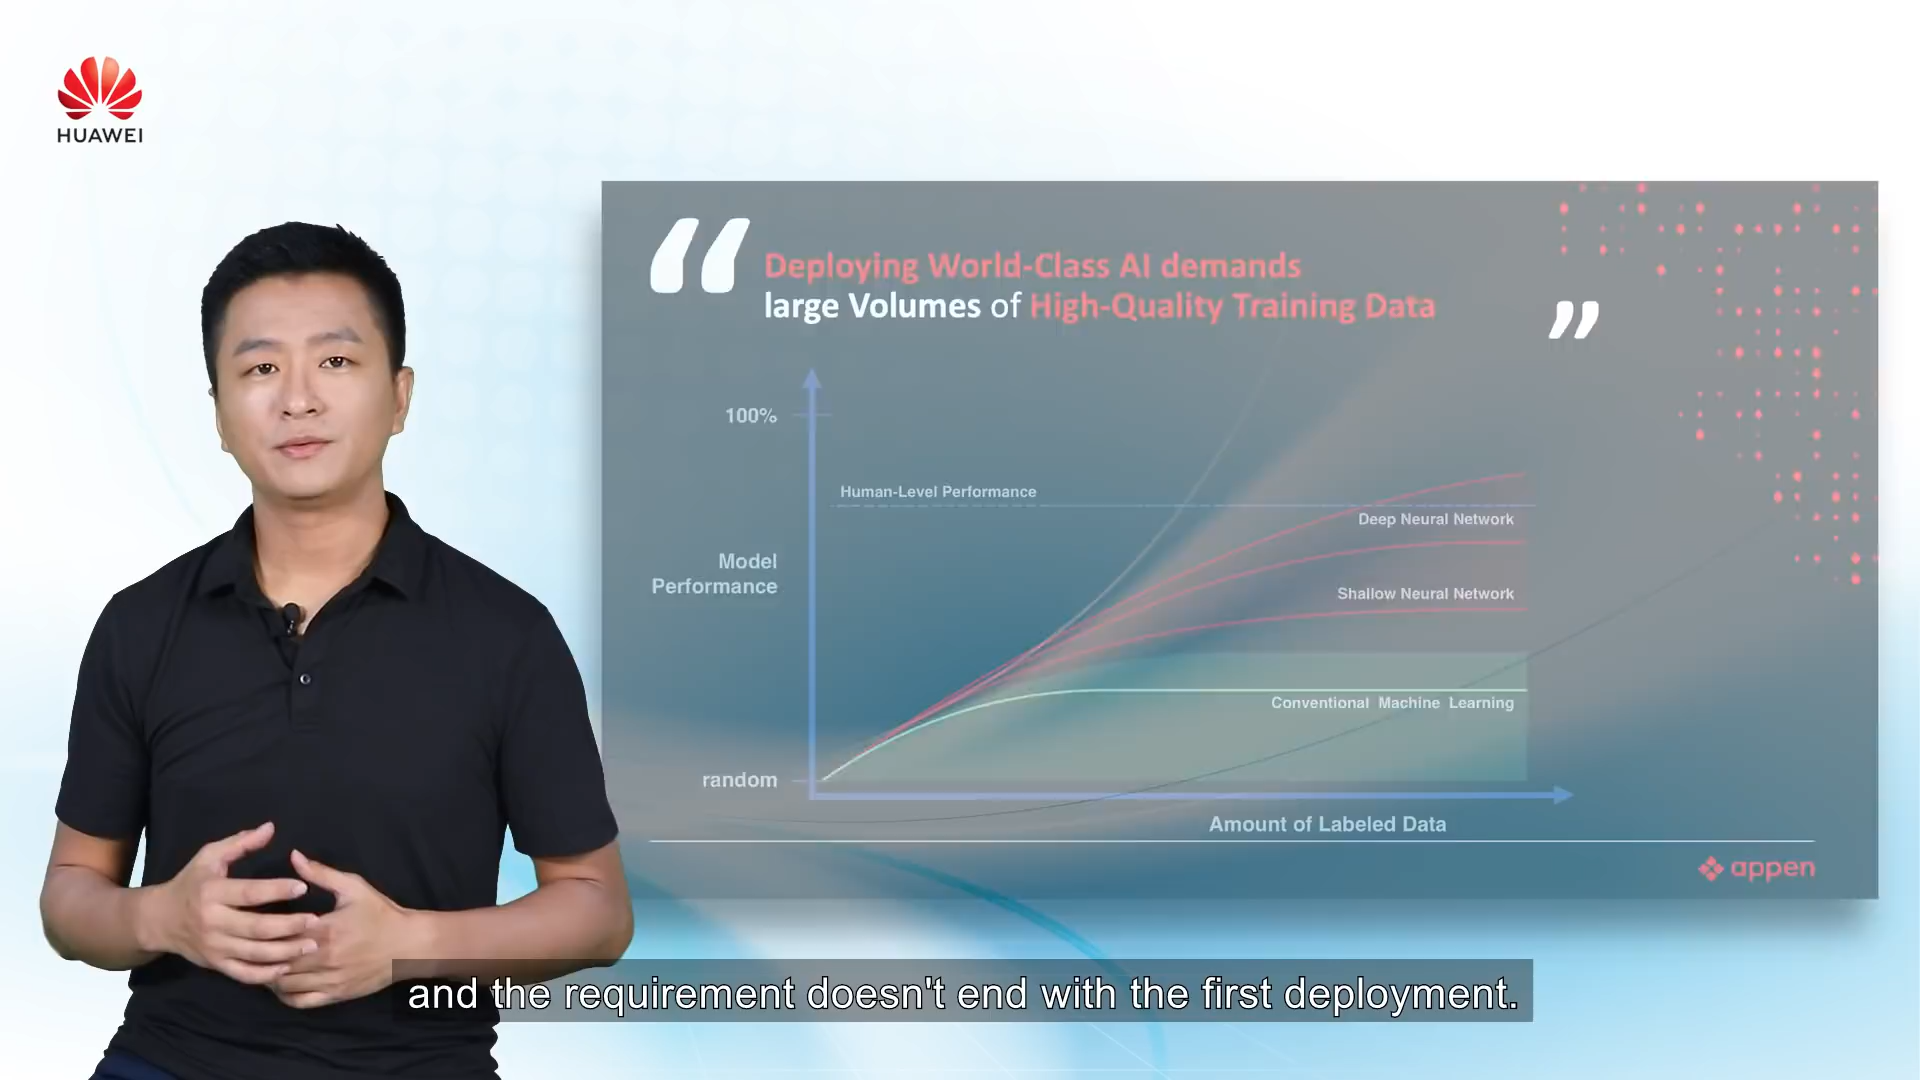 HUAWEI
“
Deploying World-Class AI demands
large Volumes of High-Quality Training Data
”
100%
Human-Level Performance
Deep Neural Network
Model
Performance
Shallow Neural Network
Conventional Machine Learning
random
Amount of Labeled Data
appen
and the requirement doesn't end with the first deployment.